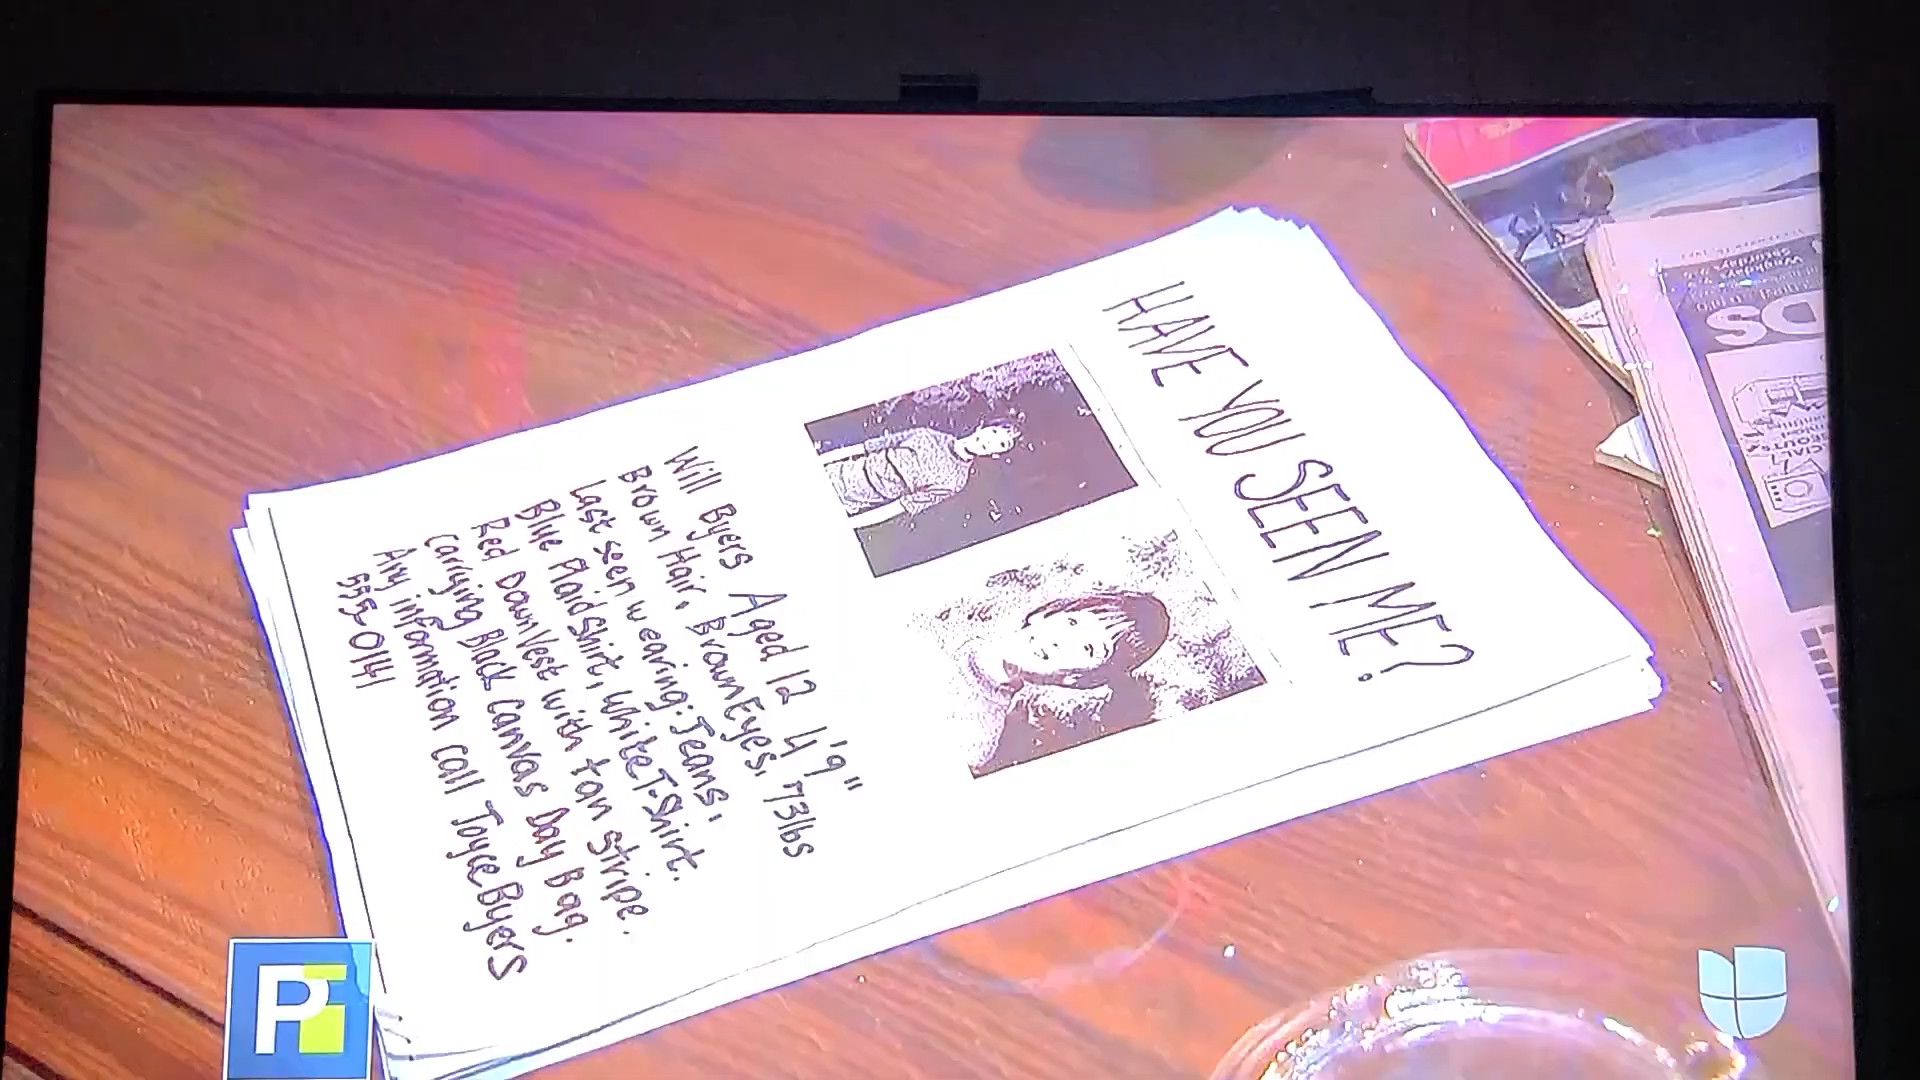 HAVE YOU SEEN ME?
Will Byers Aged 12 4'9"
Brown Hair. Brown Eyes. 73lbs
Last seen wearing: Jeans,
Blue Plaid Shirt, White T-Shirt.
Red Down Vest with tan stripe.
Carrying Black Canvas Day Bag.
Any information call Joyce Byers
555-0141
DS
Pi